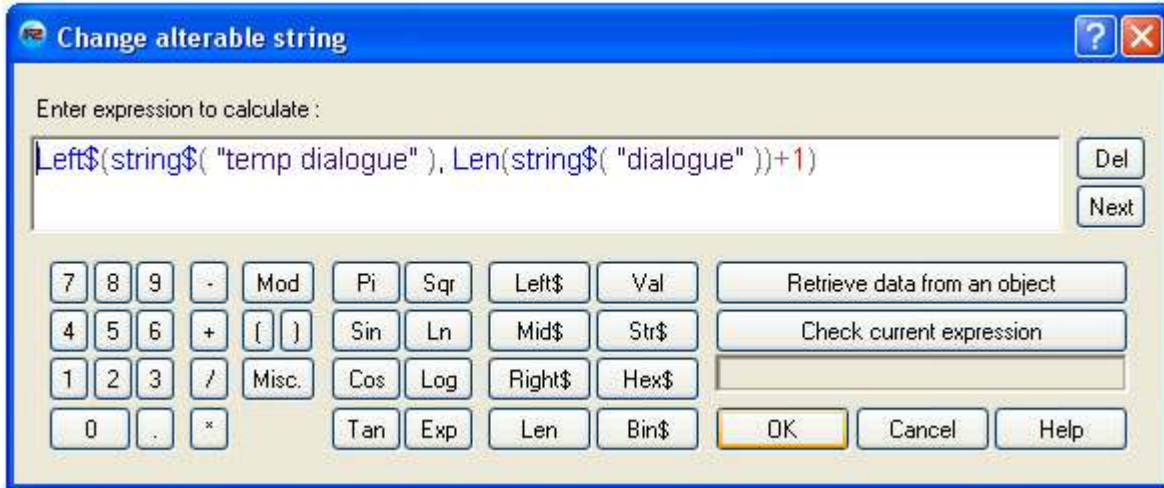 Change alterable string
Enter expression to calculate :
Left$(string$( "temp dialogue" ), Len(string$( "dialogue" ))+1)
Del
Next
7 8 9 - Mod Pi Sqr Left$ Val Retrieve data from an object
4 5 6 + ( ) Sin Ln Mid$ Str$ Check current expression
1 2 3 / Misc. Cos Log Right$ Hex$
0 . * Tan Exp Len Bin$ OK Cancel Help